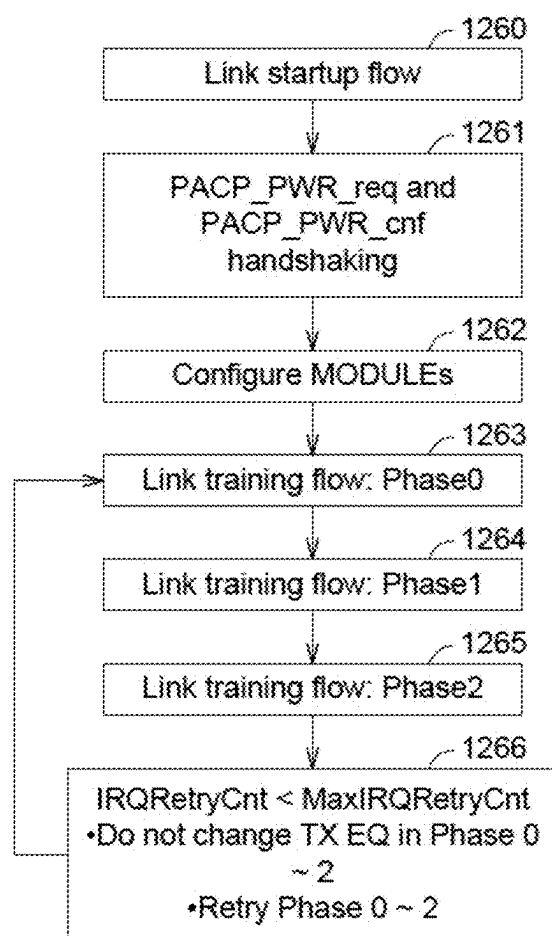 1260
Link startup flow
1261
PACP_PWR_req and
PACP_PWR_cnf
handshaking
1262
Configure MODULEs
1263
Link training flow: Phase0
1264
Link training flow: Phase1
1265
Link training flow: Phase2
1266
IRQRetryCnt < MaxIRQRetryCnt
•Do not change TX EQ in Phase 0
~ 2
•Retry Phase 0 ~ 2